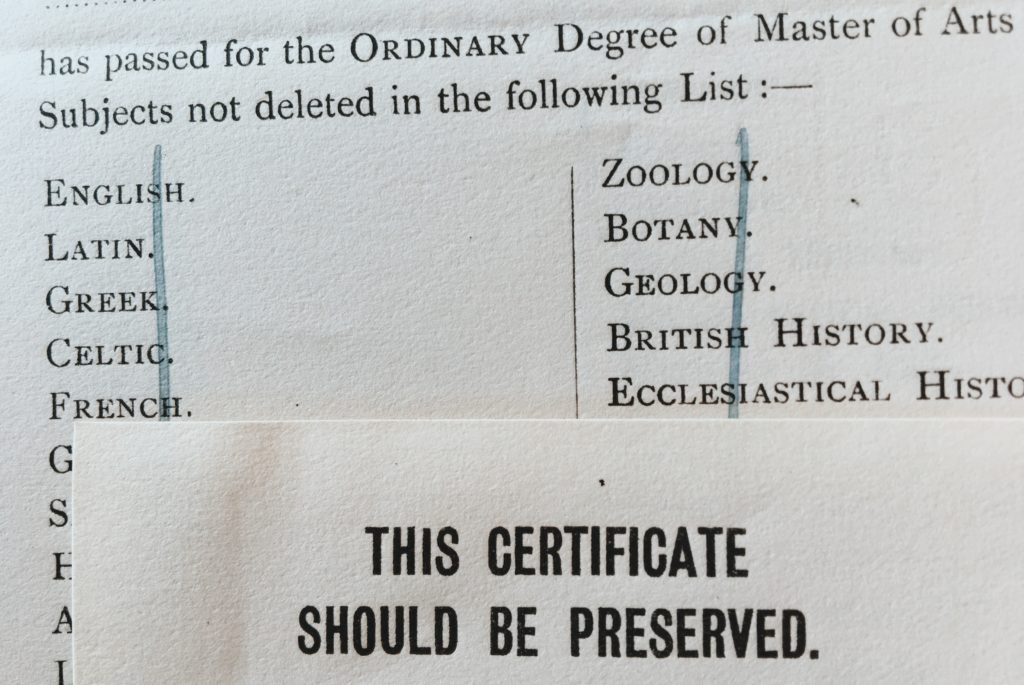 has passed for the ORDINARY Degree of Master of Arts
Subjects not deleted in the following List :—
ENGLISH.
LATIN.
GREEK.
CELTIC.
FRENCH.
G
S
H
A
ZOOLOGY.
BOTANY.
GEOLOGY.
BRITISH HISTORY.
ECCLESIASTICAL HISTO
THIS CERTIFICATE
SHOULD BE PRESERVED.